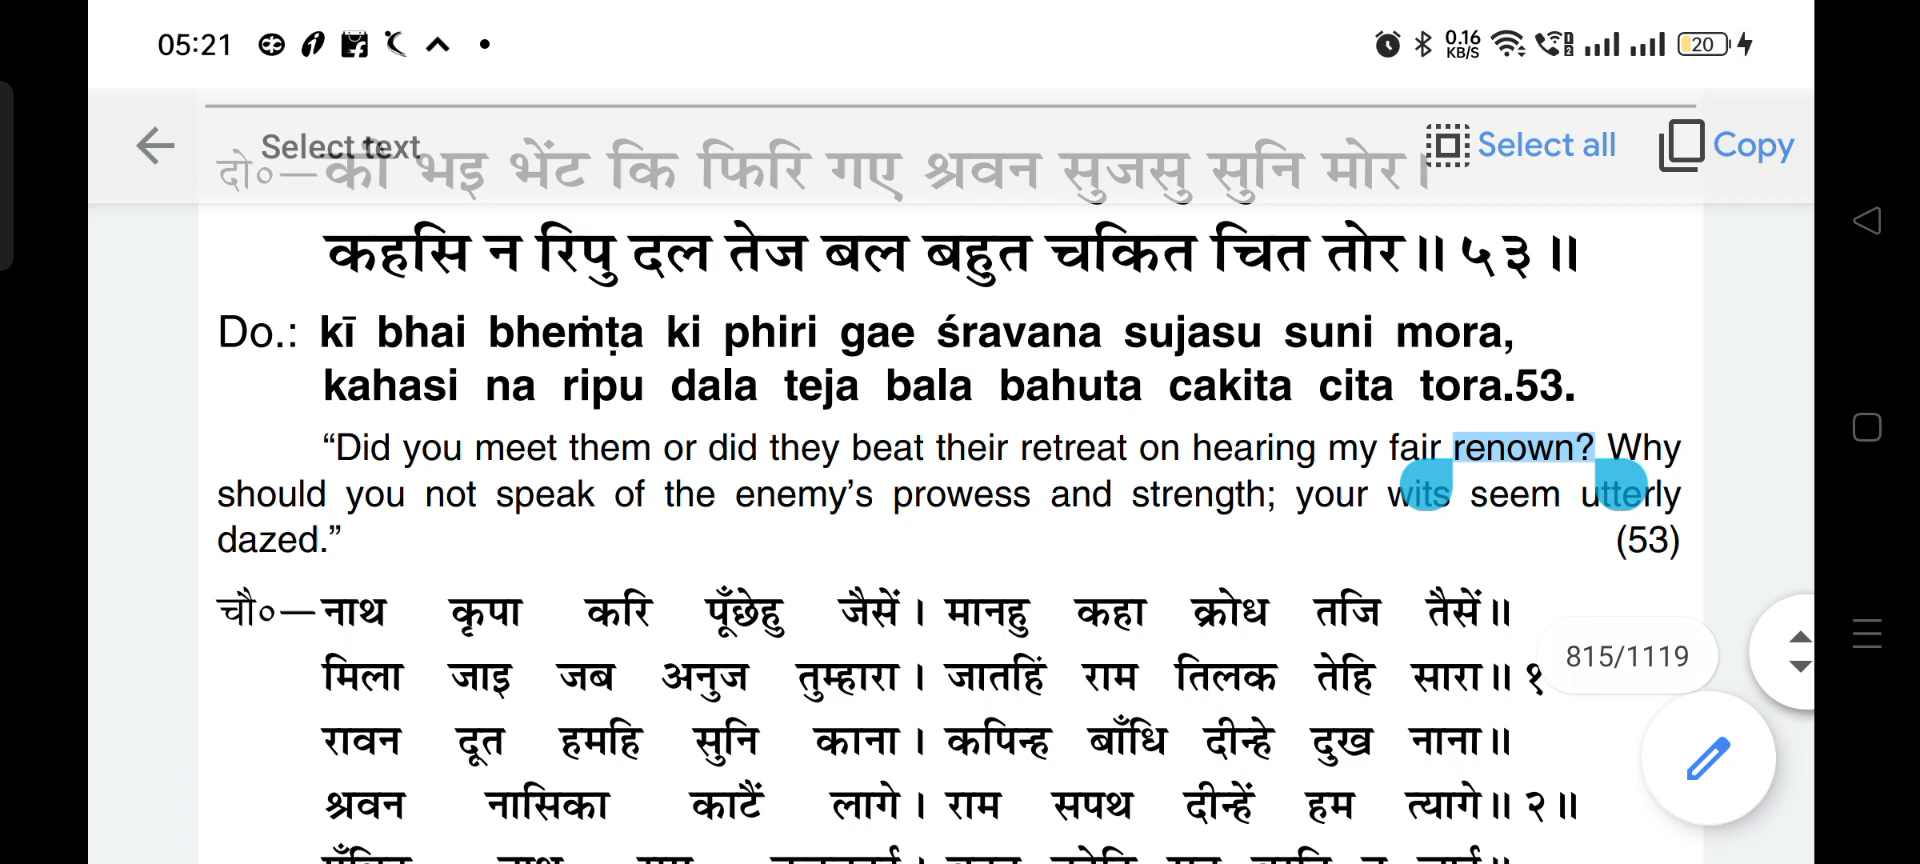 05:21
0.16 KB/S
20
Select text
Select all
Copy
दो०—की भइ भेंट कि फिरि गए श्रवन सुजसु सुनि मोर।
कहसि न रिपु दल तेज बल बहुत चकित चित तोर॥ ५३॥
Do.: kī bhai bheṁṭa ki phiri gae śravana sujasu suni mora,
kahasi na ripu dala teja bala bahuta cakita cita tora.53.
“Did you meet them or did they beat their retreat on hearing my fair renown? Why
should you not speak of the enemy’s prowess and strength; your wits seem utterly
dazed.” (53)
चौ०—नाथ कृपा करि पूँछेहु जैसें। मानहु कहा क्रोध तजि तैसें॥
मिला जाइ जब अनुज तुम्हारा। जातहिं राम तिलक तेहि सारा॥ १
815/1119
रावन दूत हमहि सुनि काना। कपिन्ह बाँधि दीन्हे दुख नाना॥
श्रवन नासिका काटैं लागे। राम सपथ दीन्हें हम त्यागे॥ २॥